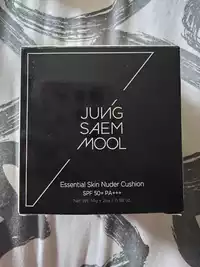 JUNG
SAEM
MOOL
Essential Skin Nuder Cushion
SPF 50+ PA+++